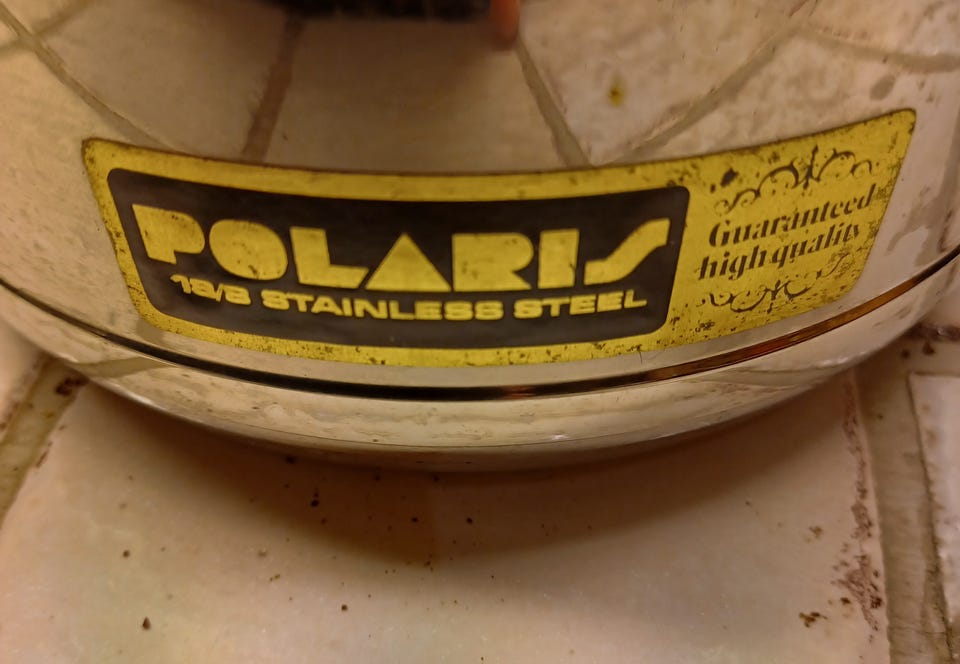 POLARIS
18/8 STAINLESS STEEL
Guaranteed
high quality